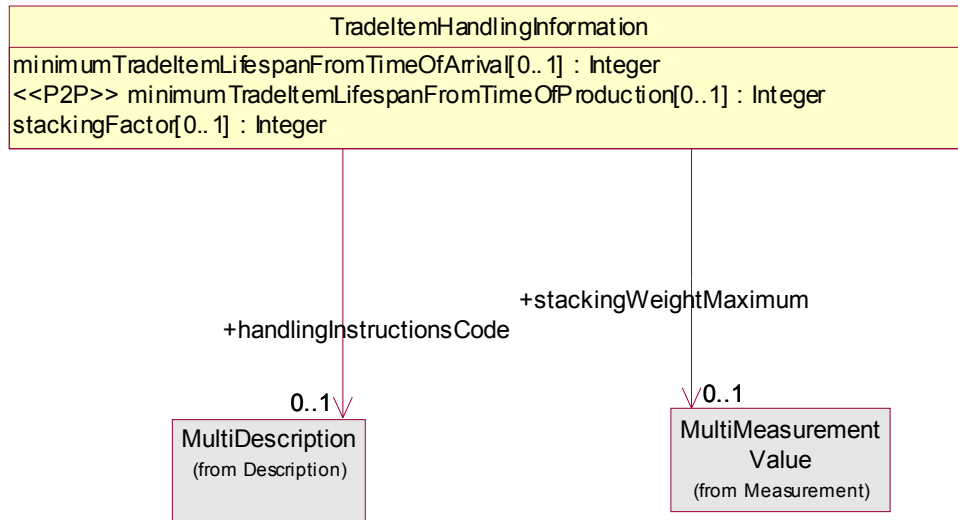 TradeItemHandlingInformation
minimumTradeItemLifespanFromTimeOfArrival[0..1] : Integer
<<P2P>> minimumTradeItemLifespanFromTimeOfProduction[0..1] : Integer
stackingFactor[0..1] : Integer
+stackingWeightMaximum
+handlingInstructionsCode
0..1
0..1
MultiDescription
(from Description)
MultiMeasurement
Value
(from Measurement)